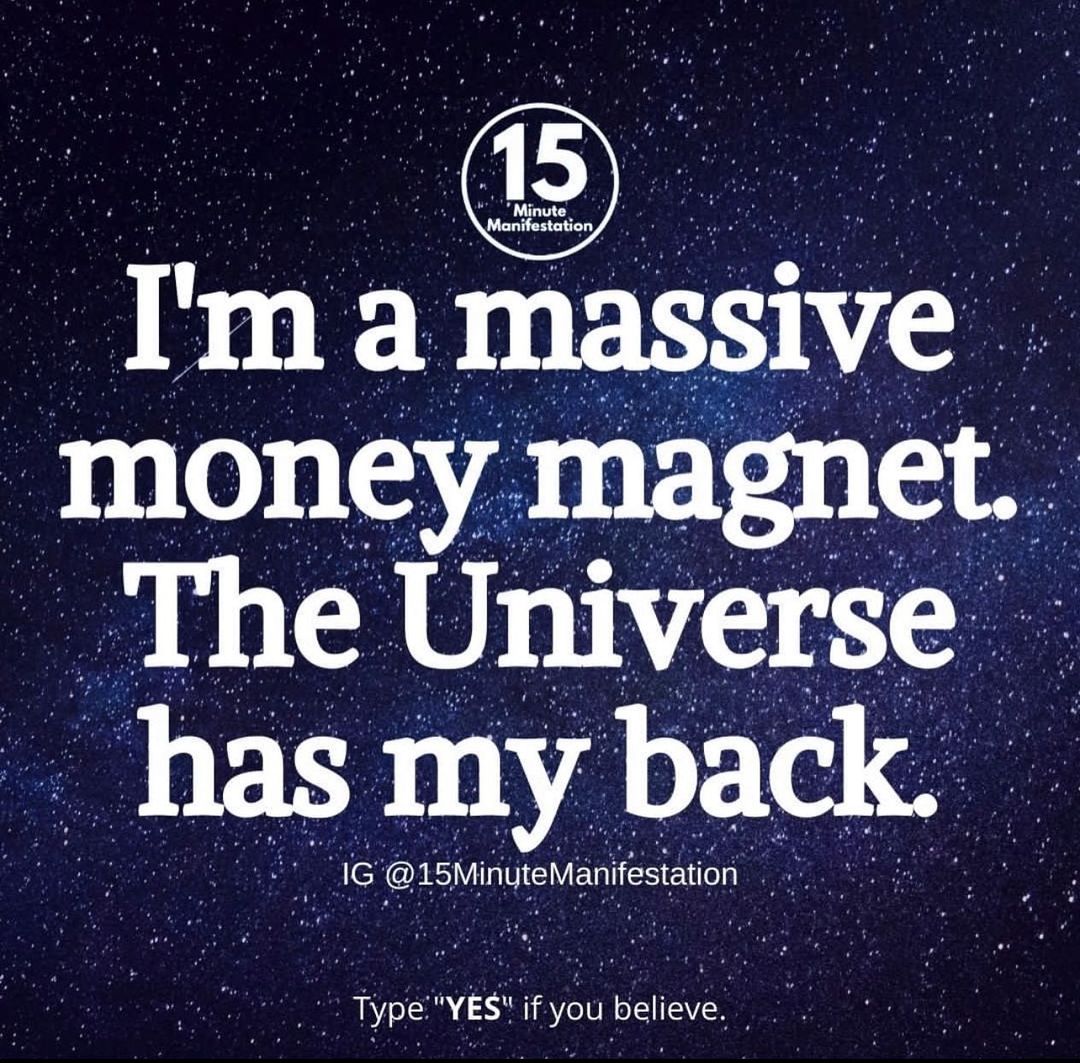 15
Minute
Manifestation
I'm a massive
money magnet.
The Universe
has my back.
IG @15MinuteManifestation
Type "YES" if you believe.